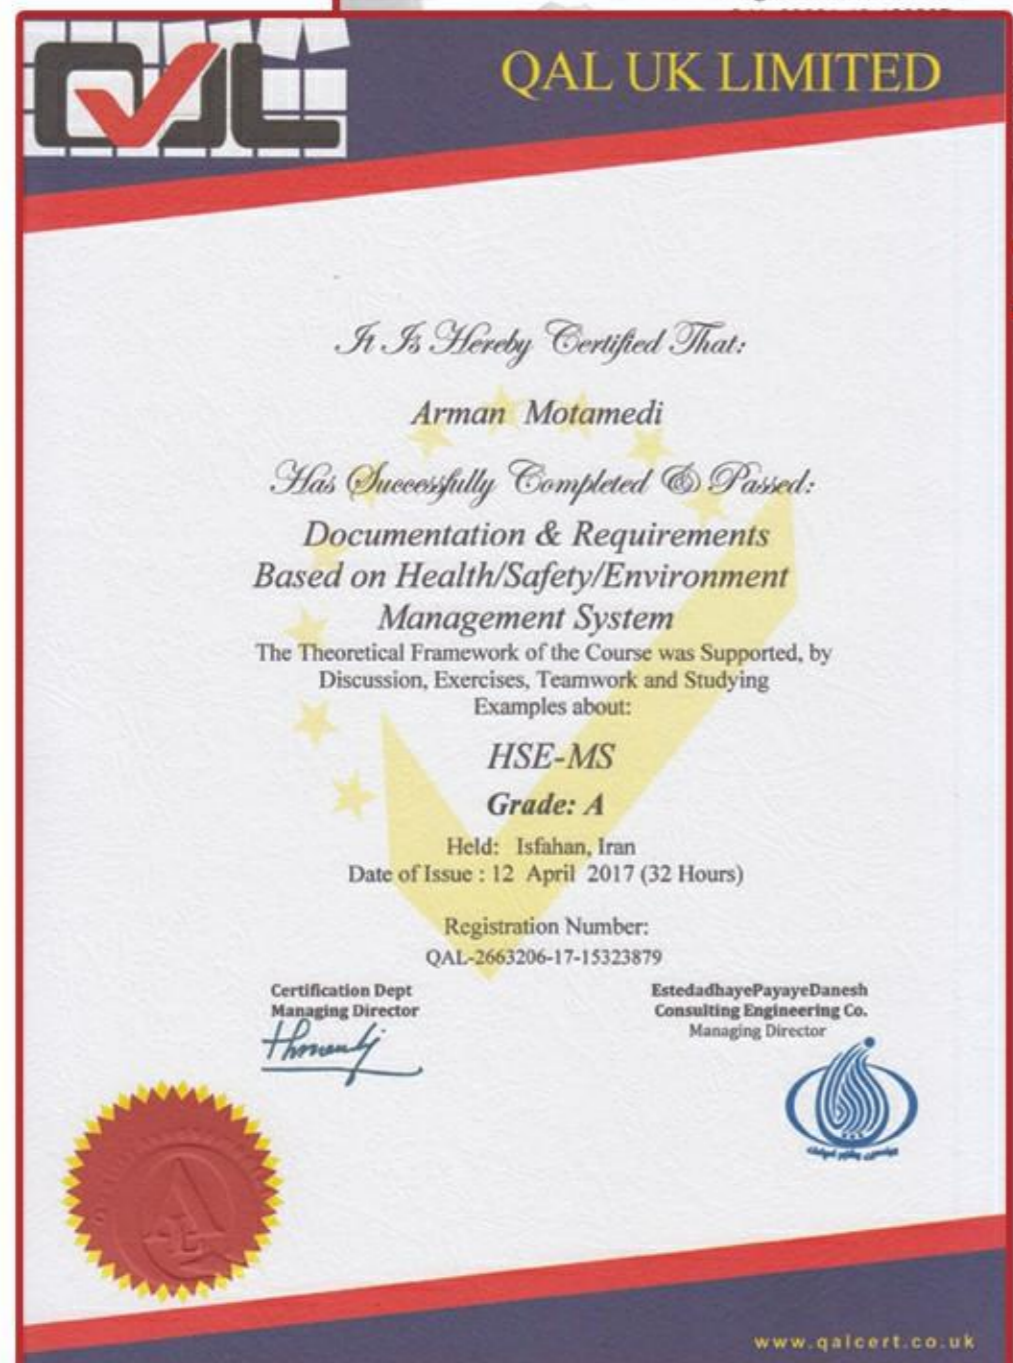 QAL
QAL UK LIMITED
It Is Hereby Certified That:
Arman Motamedi
Has Successfully Completed & Passed:
Documentation & Requirements
Based on Health/Safety/Environment
Management System
The Theoretical Framework of the Course was Supported, by
Discussion, Exercises, Teamwork and Studying
Examples about:
HSE-MS
Grade: A
Held: Isfahan, Iran
Date of Issue : 12 April 2017 (32 Hours)
Registration Number:
QAL-2663206-17-15323879
Certification Dept
Managing Director
EstedadhayePayayeDanesh
Consulting Engineering Co.
Managing Director
www.qalcert.co.uk